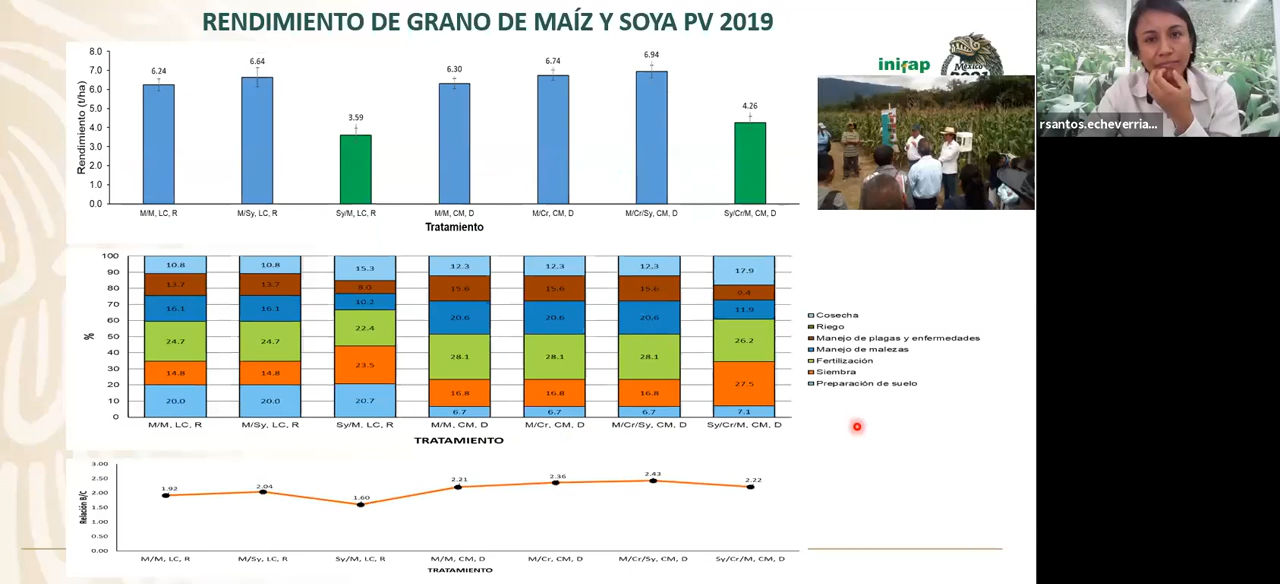 RENDIMIENTO DE GRANO DE MAÍZ Y SOYA PV 2019
inifap
México
2021
rsantos.echeverria...
Rendimiento (t/ha)
8.0
7.0
6.0
5.0
4.0
3.0
2.0
1.0
0.0
6.24
6.64
3.59
6.30
6.74
6.94
4.26
M/M, LC, R
M/Sy, LC, R
Sy/M, LC, R
M/M, CM, D
M/Cr, CM, D
M/Cr/Sy, CM, D
Sy/Cr/M, CM, D
Tratamiento
%
100
90
80
70
60
50
40
30
20
10
0
10.8 10.8 15.3 12.3 12.3 12.3 17.9
13.7 13.7 8.0 15.6 15.6 15.6 9.4
16.1 16.1 10.2 20.6 20.6 20.6 11.9
24.7 24.7 22.4 28.1 28.1 28.1 26.2
14.8 14.8 23.5 16.8 16.8 16.8 27.5
20.0 20.0 20.7 6.7 6.7 6.7 7.1
M/M, LC, R
M/Sy, LC, R
Sy/M, LC, R
M/M, CM, D
M/Cr, CM, D
M/Cr/Sy, CM, D
Sy/Cr/M, CM, D
TRATAMIENTO
Cosecha
Riego
Manejo de plagas y enfermedades
Manejo de malezas
Fertilización
Siembra
Preparación de suelo
Relación B/C
3.00
2.50
2.00
1.50
1.00
0.50
0.00
1.92
2.04
1.60
2.21
2.36
2.43
2.22
M/M, LC, R
M/Sy, LC, R
Sy/M, LC, R
M/M, CM, D
M/Cr, CM, D
M/Cr/Sy, CM, D
Sy/Cr/M, CM, D
TRATAMIENTO